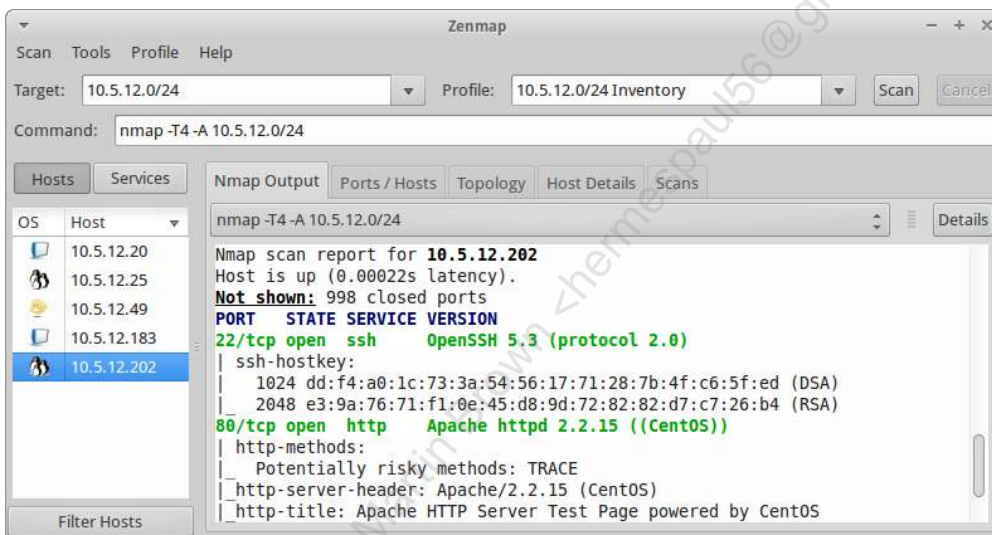 Zenmap
Scan Tools Profile Help
Target: 10.5.12.0/24 Profile: 10.5.12.0/24 Inventory Scan Cancel
Command: nmap -T4 -A 10.5.12.0/24
Hosts Services Nmap Output Ports / Hosts Topology Host Details Scans
OS Host nmap -T4 -A 10.5.12.0/24 Details
10.5.12.20
10.5.12.25
10.5.12.49
10.5.12.183
10.5.12.202
Nmap scan report for 10.5.12.202
Host is up (0.00022s latency).
Not shown: 998 closed ports
PORT STATE SERVICE VERSION
22/tcp open ssh OpenSSH 5.3 (protocol 2.0)
| ssh-hostkey:
| 1024 dd:f4:a0:1c:73:3a:54:56:17:71:28:7b:4f:c6:5f:ed (DSA)
|_ 2048 e3:9a:76:71:f1:0e:45:d8:9d:72:82:82:d7:c7:26:b4 (RSA)
80/tcp open http Apache httpd 2.2.15 ((CentOS))
| http-methods:
|_ Potentially risky methods: TRACE
|_http-server-header: Apache/2.2.15 (CentOS)
|_http-title: Apache HTTP Server Test Page powered by CentOS
Filter Hosts
Martin Brown <hermespaul56@g